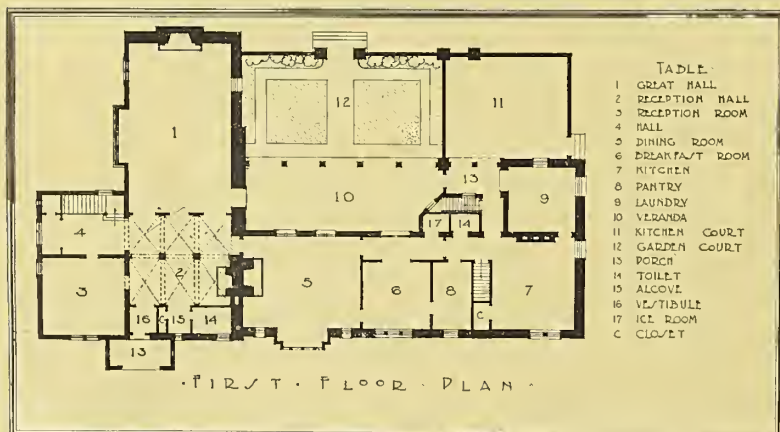 1
12
11
TABLE
1 GREAT HALL
2 RECEPTION HALL
3 RECEPTION ROOM
4 HALL
5 DINING ROOM
6 BREAKFAST ROOM
7 KITCHEN
8 PANTRY
9 LAUNDRY
10 VERANDA
11 KITCHEN COURT
12 GARDEN COURT
13 PORCH
14 TOILET
15 ALCOVE
16 VESTIBULE
17 ICE ROOM
C CLOSET
13
10
9
17
14
4
2
3
5
6
8
7
16
C
15
14
C
13
· FIRST · FLOOR · PLAN ·